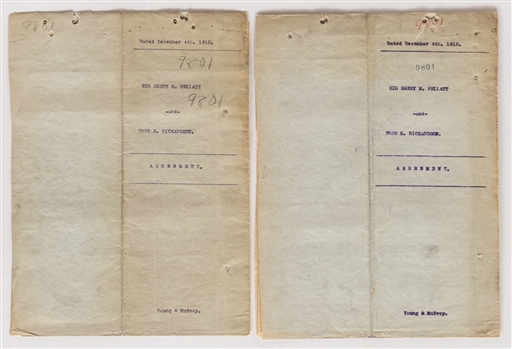 9801
Dated December 4th. 1912.
9801
SIR HENRY M. PELLATT
9801
-and-
FRED M. RICHARDSON.
AGREEMENT.
Young & McEvoy.
9801
Dated December 4th. 1912.
9801
SIR HENRY M. PELLATT
-and-
FRED M. RICHARDSON.
AGREEMENT.
Young & McEvoy.